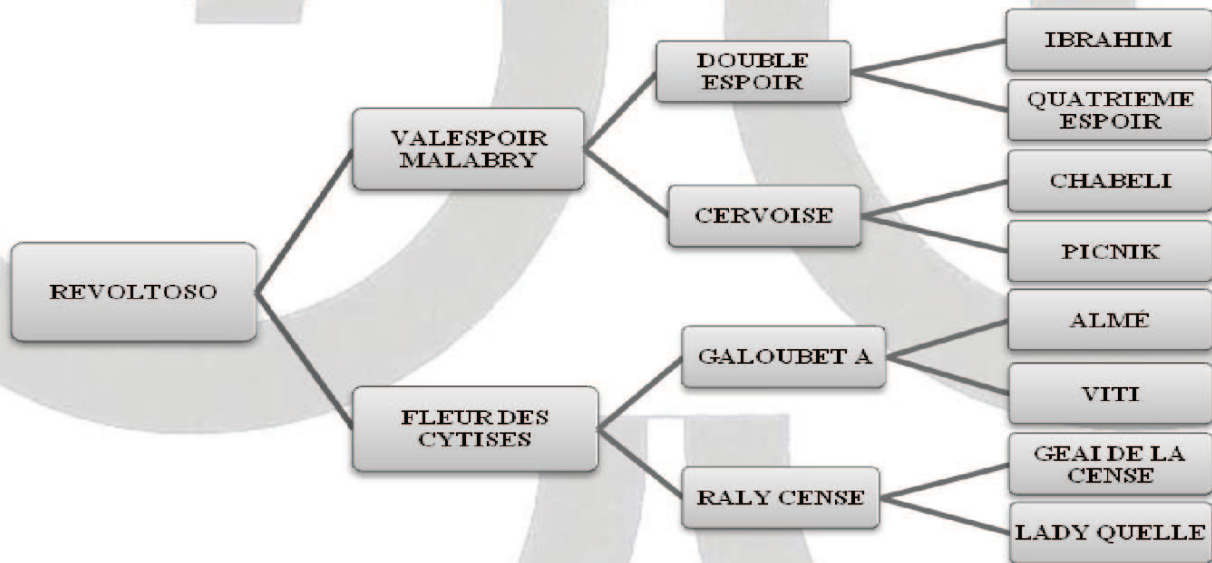 REVOLTOSO
VALESPOIR
MALABRY
FLEUR DES
CYTISES
DOUBLE
ESPOIR
CERVOISE
GALOUBET A
RALY CENSE
IBRAHIM
QUATRIEME
ESPOIR
CHABELI
PICNIK
ALMÉ
VITI
GEAI DE LA
CENSE
LADY QUELLE